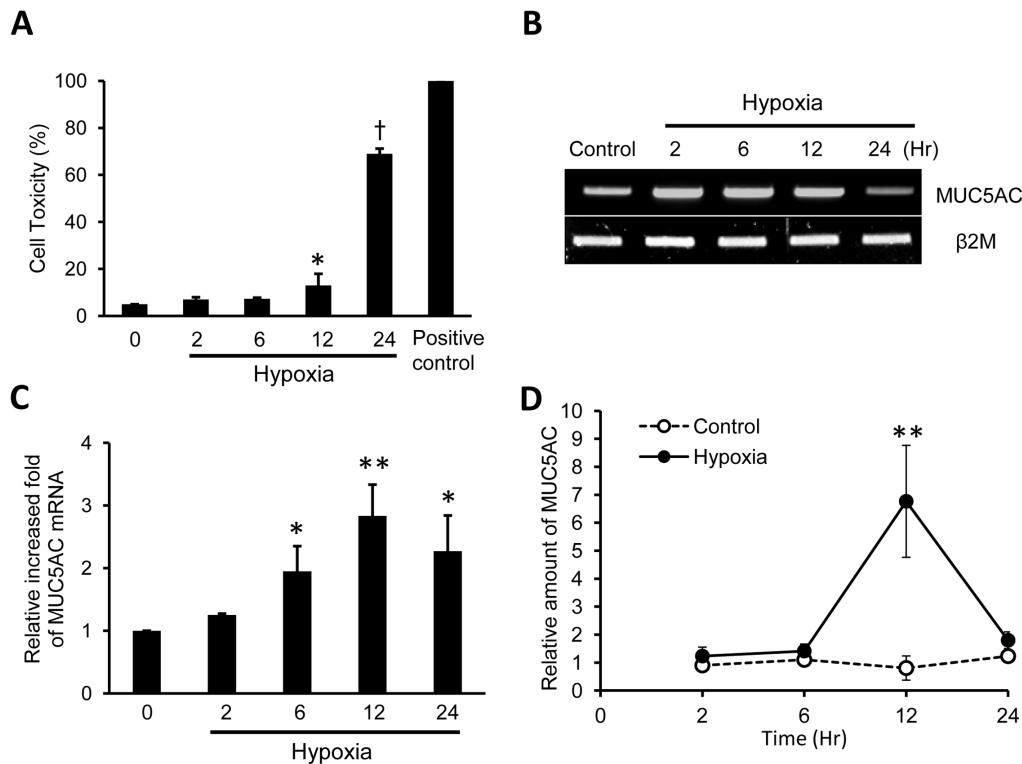 A
Cell Toxicity (%)
100
80
60
40
20
0
*
†
0 2 6 12 24 Positive
control
Hypoxia
B
Hypoxia
Control 2 6 12 24 (Hr)
MUC5AC
β2M
C
Relative increased fold
of MUC5AC mRNA
4
3
2
1
0
*
**
*
0 2 6 12 24
Hypoxia
D
Relative amount of MUC5AC
10
9
8
7
6
5
4
3
2
1
0
Control
Hypoxia
**
0 2 6 12 24
Time (Hr)